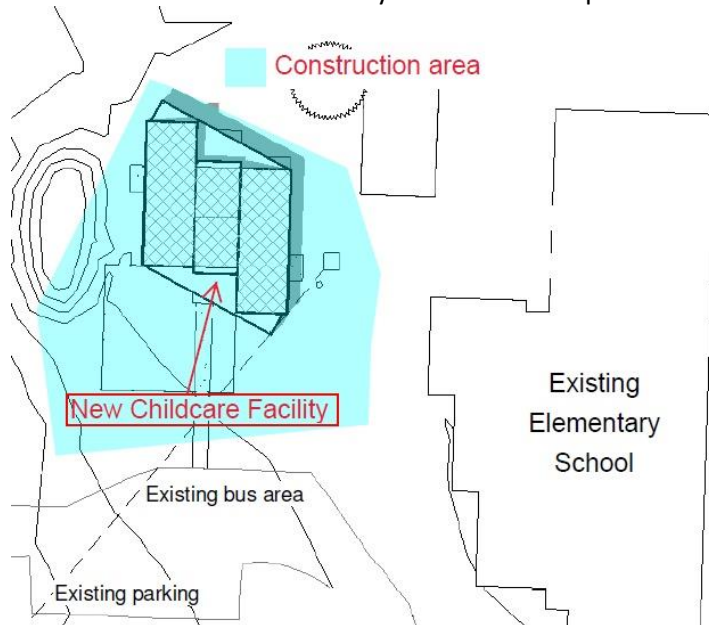 Construction area
New Childcare Facility
Existing
Elementary
School
Existing bus area
Existing parking